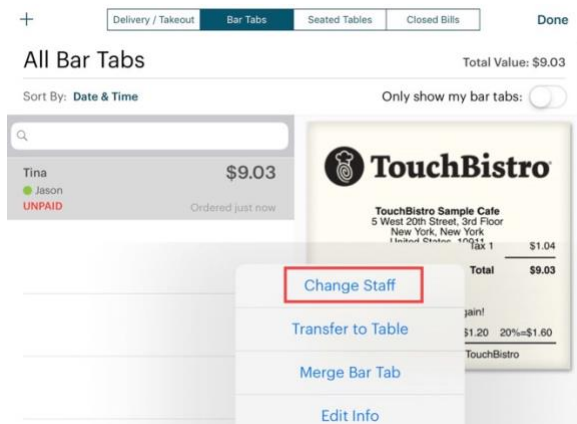 + Delivery / Takeout Bar Tabs Seated Tables Closed Bills Done
All Bar Tabs
Total Value: $9.03
Sort By: Date & Time
Only show my bar tabs:
Tina
$9.03
Jason
UNPAID
Ordered just now
TouchBistro
TouchBistro Sample Cafe
5 West 20th Street, 3rd Floor
New York, New York
United States, 10911
Tax 1 $1.04
Total $9.03
gain!
$1.20 20%=$1.60
TouchBistro
Change Staff
Transfer to Table
Merge Bar Tab
Edit Info